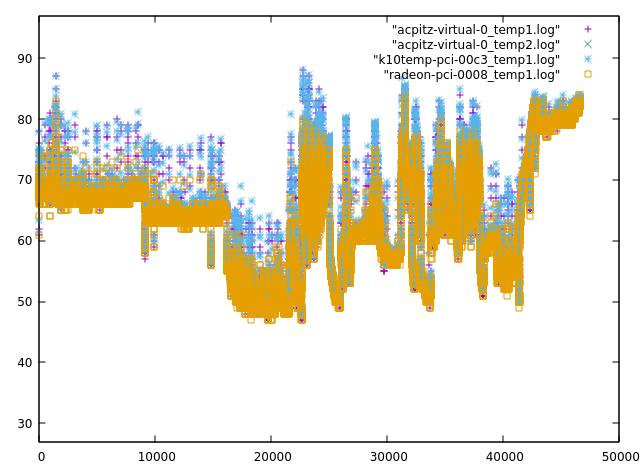 "acpitz-virtual-0_temp1.log"
"acpitz-virtual-0_temp2.log"
"k10temp-pci-00c3_temp1.log"
"radeon-pci-0008_temp1.log"
90
80
70
60
50
40
30
0 10000 20000 30000 40000 50000